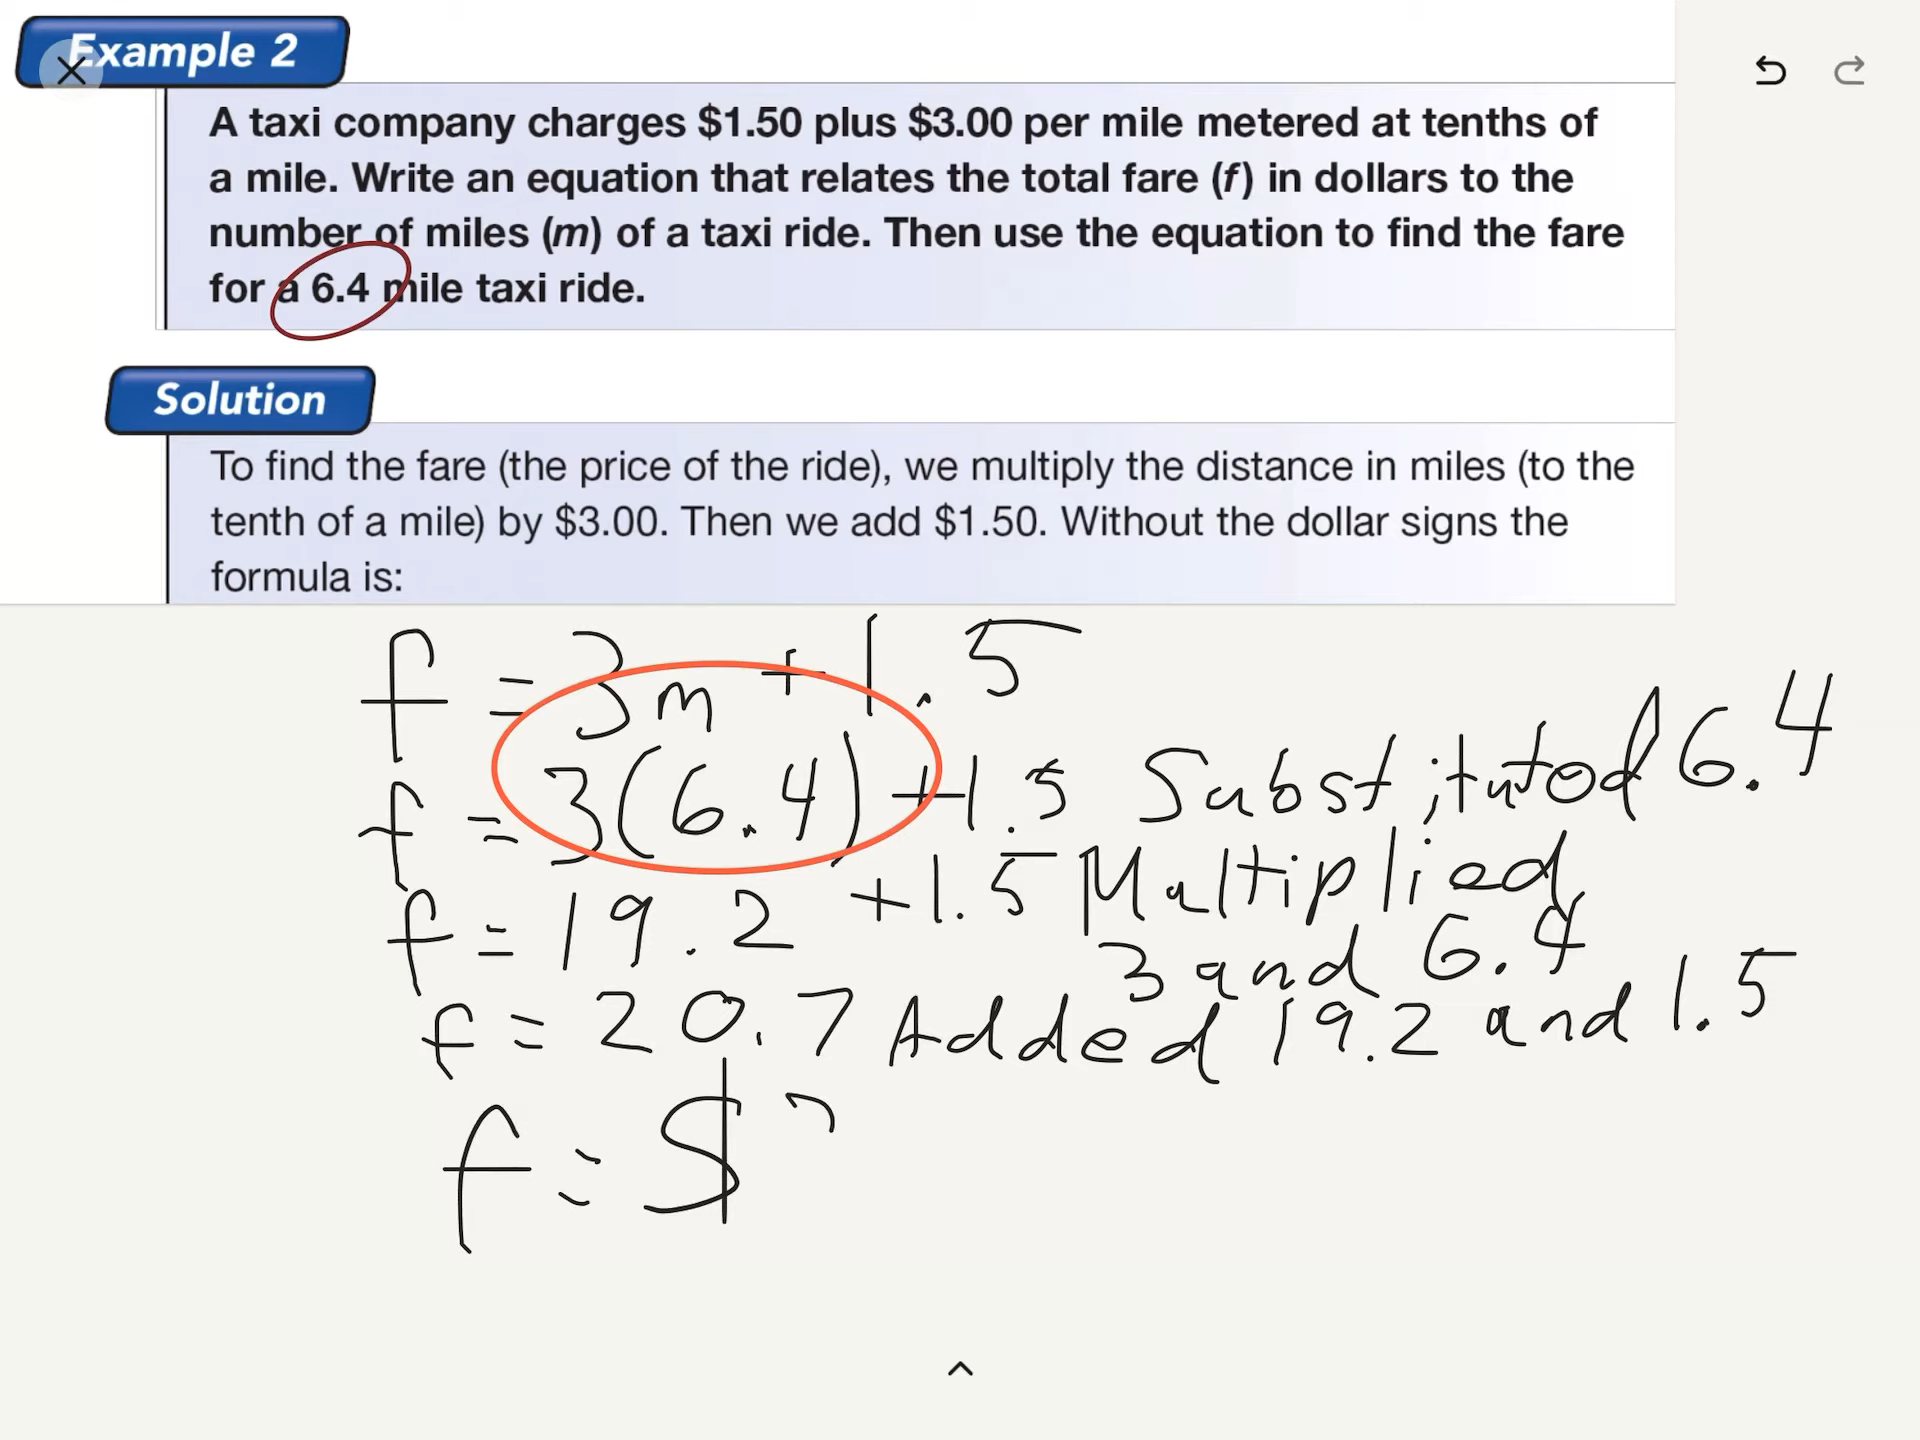 Example 2
A taxi company charges $1.50 plus $3.00 per mile metered at tenths of
a mile. Write an equation that relates the total fare (f) in dollars to the
number of miles (m) of a taxi ride. Then use the equation to find the fare
for a 6.4 mile taxi ride.
Solution
To find the fare (the price of the ride), we multiply the distance in miles (to the
tenth of a mile) by $3.00. Then we add $1.50. Without the dollar signs the
formula is:
f = 3m +1.5
f = 3(6.4) +1.5 Substituted 6.4
f = 19.2 +1.5 Multiplied
3 and 6.4
f = 20.7 Added 19.2 and 1.5
f = $